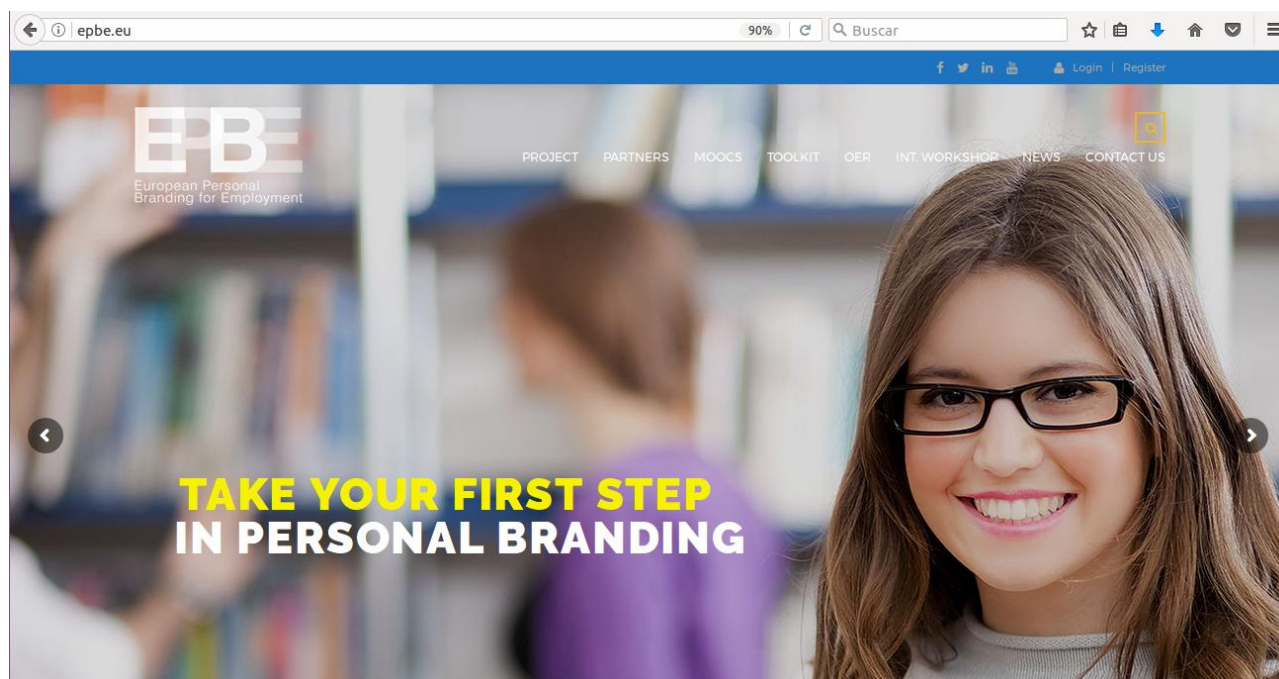 epbe.eu
90%
Buscar
Login | Register
EPBE
European Personal
Branding for Employment
PROJECT PARTNERS MOOCS TOOLKIT OER INT. WORKSHOP NEWS CONTACT US
TAKE YOUR FIRST STEP
IN PERSONAL BRANDING